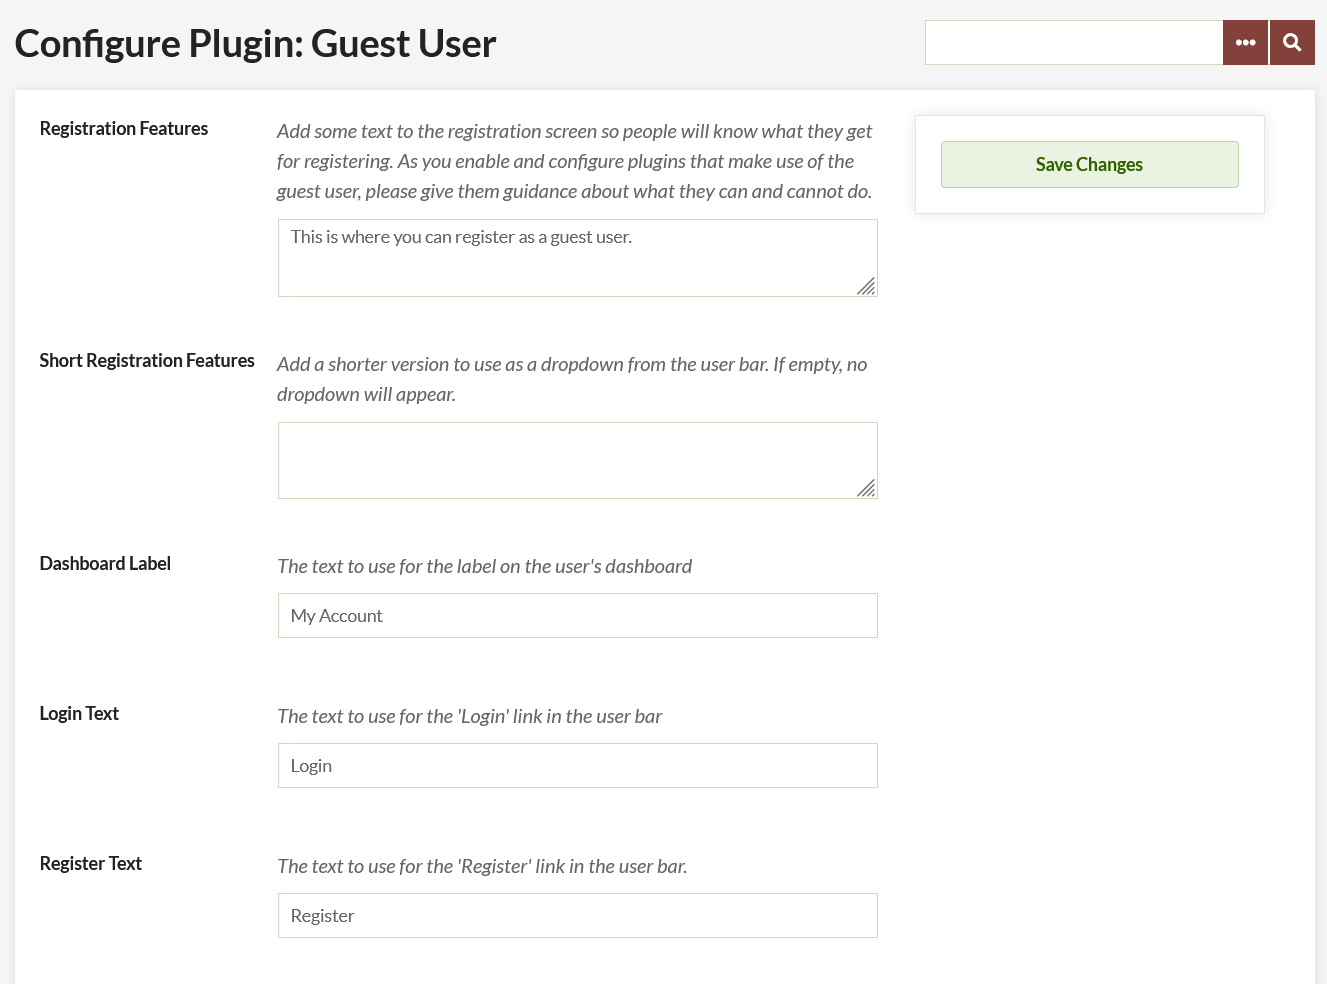 Configure Plugin: Guest User
Registration Features
Add some text to the registration screen so people will know what they get
for registering. As you enable and configure plugins that make use of the
guest user, please give them guidance about what they can and cannot do.
This is where you can register as a guest user.
Save Changes
Short Registration Features
Add a shorter version to use as a dropdown from the user bar. If empty, no
dropdown will appear.
Dashboard Label
The text to use for the label on the user's dashboard
My Account
Login Text
The text to use for the 'Login' link in the user bar
Login
Register Text
The text to use for the 'Register' link in the user bar.
Register